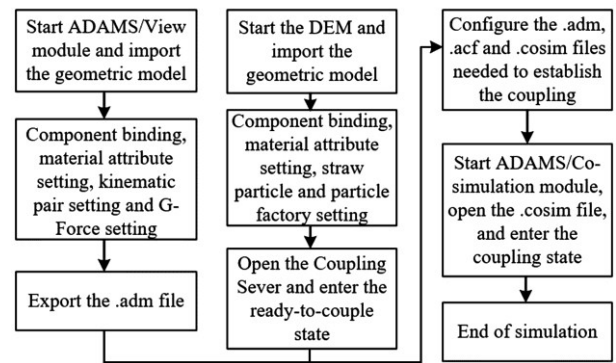 Start ADAMS/View
module and import
the geometric model
Component binding,
material attribute
setting, kinematic
pair setting and G-
Force setting
Export the .adm file
Start the DEM and
import the
geometric model
Component binding,
material attribute
setting, straw
particle and particle
factory setting
Open the Coupling
Sever and enter the
ready-to-couple
state
Configure the .adm,
.acf and .cosim files
needed to establish
the coupling
Start ADAMS/Co-
simulation module,
open the .cosim file,
and enter the
coupling state
End of simulation